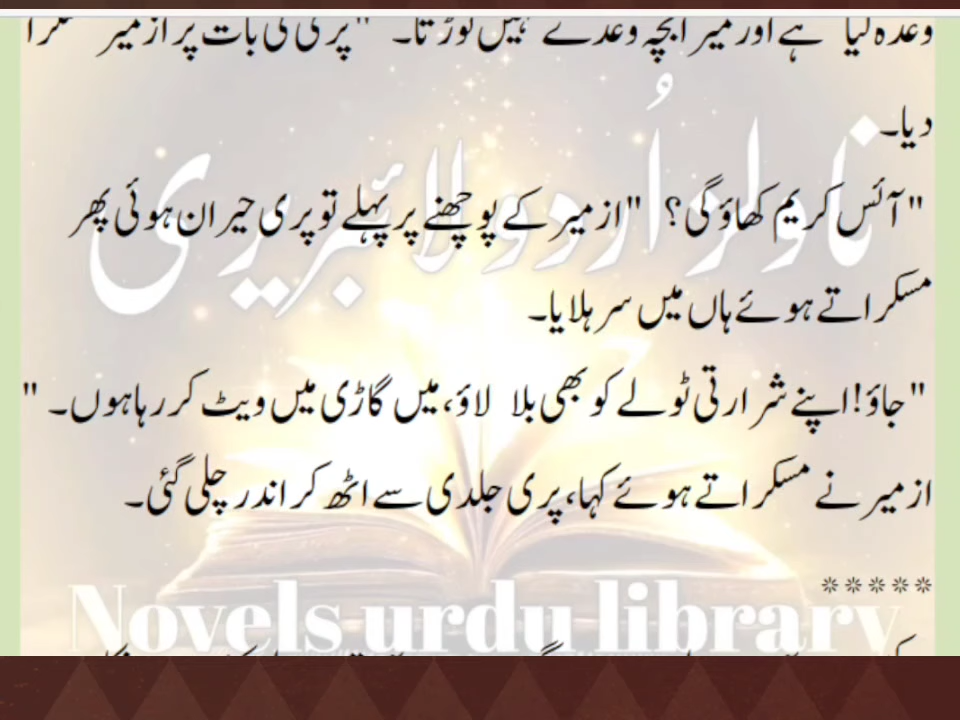 وعدہ کیا ہے اور میرا بچہ وعدے نہیں توڑتا۔ "پری کی بات پر ازمیر مسکرا
دیا۔
"آئس کریم کھاؤ گی؟ "ازمیر کے پوچھنے پر پہلے تو پری حیران ہوئی پھر
مسکراتے ہوئے ہاں میں سر ہلایا۔
"جاؤ! اپنے شرارتی ٹولے کو بھی بلا لاؤ، میں گاڑی میں ویٹ کر رہا ہوں۔ "
ازمیر نے مسکراتے ہوئے کہا، پری جلدی سے اٹھ کر اندر چلی گئی۔
*****
ناولز اُردو لائبریری
Novels urdu library